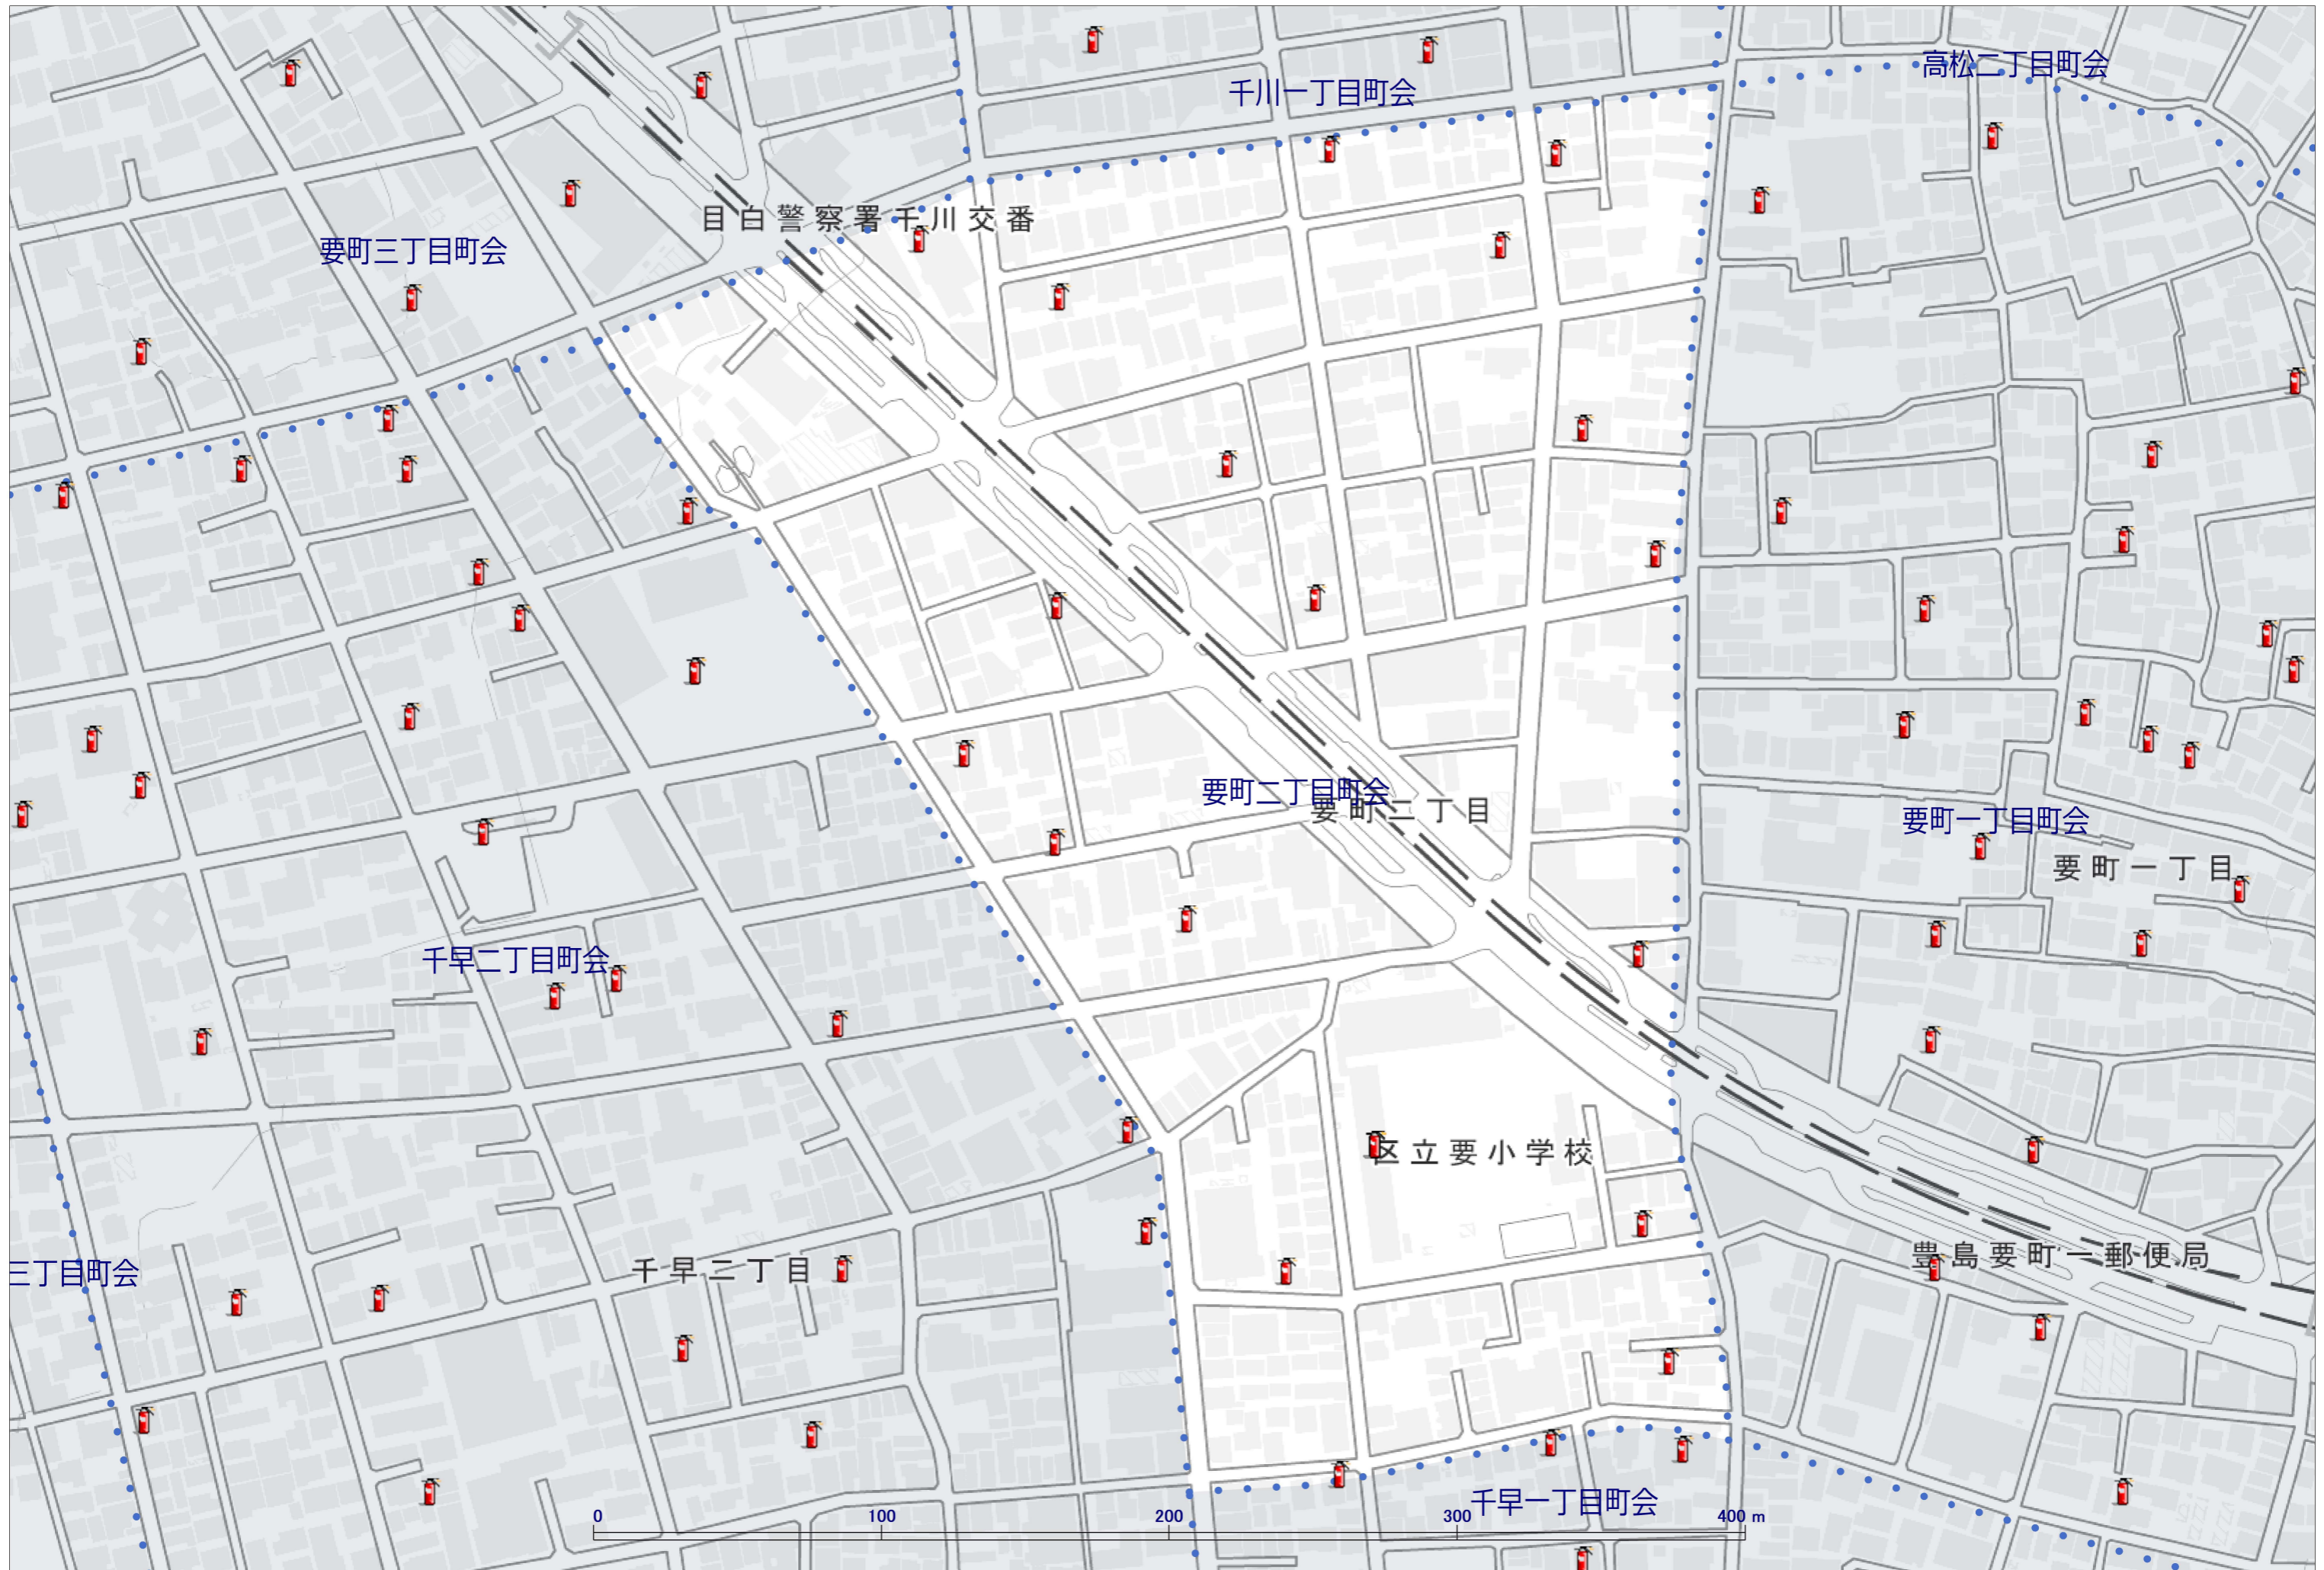 高松二丁目町会
千川一丁目町会
目白警察署千川交番
要町三丁目町会
要町二丁目町会
要町二丁目
要町一丁目町会
要町一丁目
千早二丁目町会
区立要小学校
豊島要町一郵便局
千早二丁目
三丁目町会
千早一丁目町会
0 100 200 300 400 m